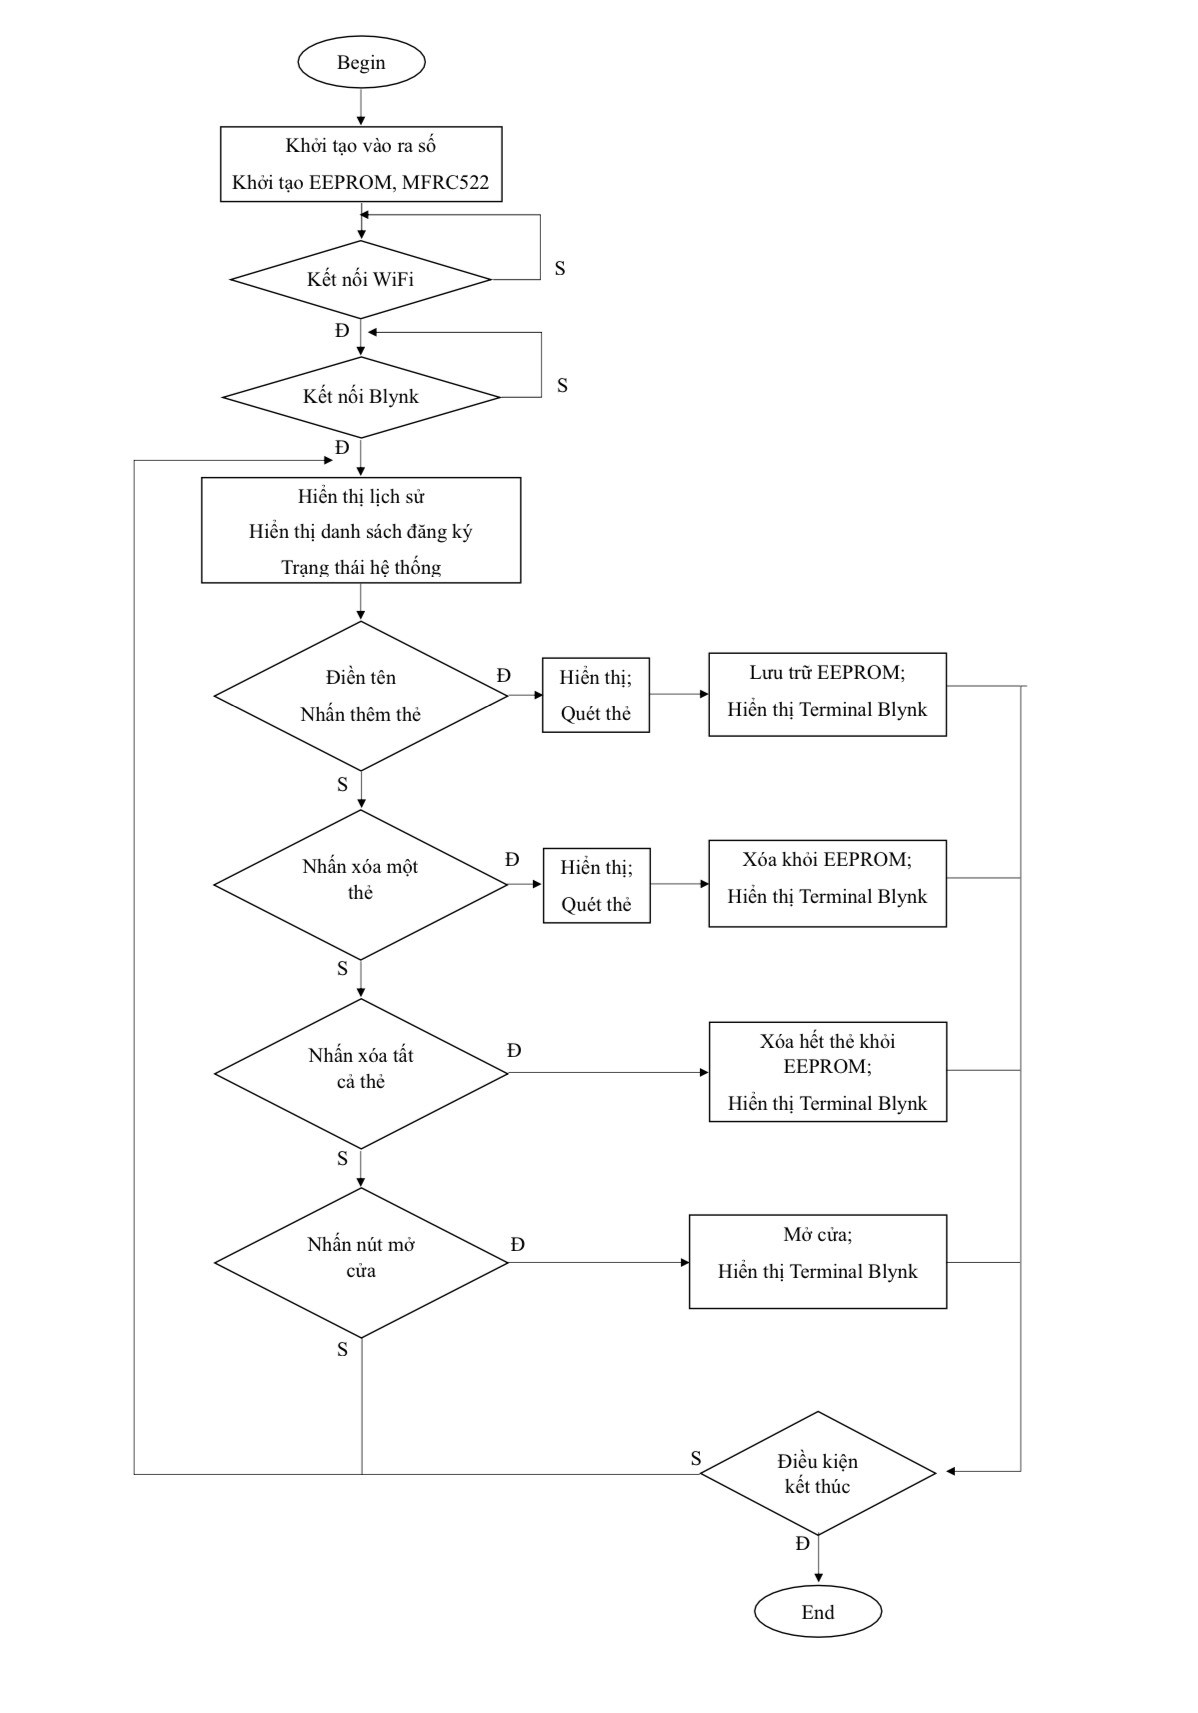 Begin
Khởi tạo vào ra số
Khởi tạo EEPROM, MFRC522
Kết nối WiFi
S
Đ
Kết nối Blynk
S
Đ
Hiển thị lịch sử
Hiển thị danh sách đăng ký
Trạng thái hệ thống
Điền tên
Nhấn thêm thẻ
Đ
Hiển thị;
Quét thẻ
Lưu trữ EEPROM;
Hiển thị Terminal Blynk
S
Nhấn xóa một
thẻ
Đ
Hiển thị;
Quét thẻ
Xóa khỏi EEPROM;
Hiển thị Terminal Blynk
S
Nhấn xóa tất
cả thẻ
Đ
Xóa hết thẻ khỏi
EEPROM;
Hiển thị Terminal Blynk
S
Nhấn nút mở
cửa
Đ
Mở cửa;
Hiển thị Terminal Blynk
S
S
Điều kiện
kết thúc
Đ
End